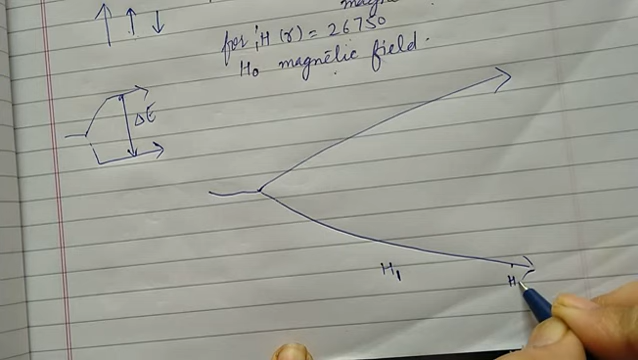 for ¹H (γ) = 26750
H₀ magnetic field.
ΔE
H₁
H